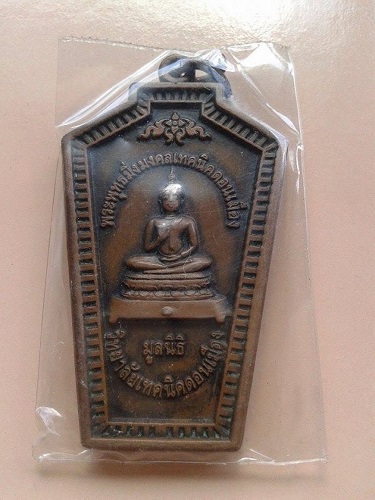 พระพุทธสิ่งมงคลเทคนิคดอนเมือง
มูลนิธิ
วิทยาลัยเทคนิคดอนเมือง